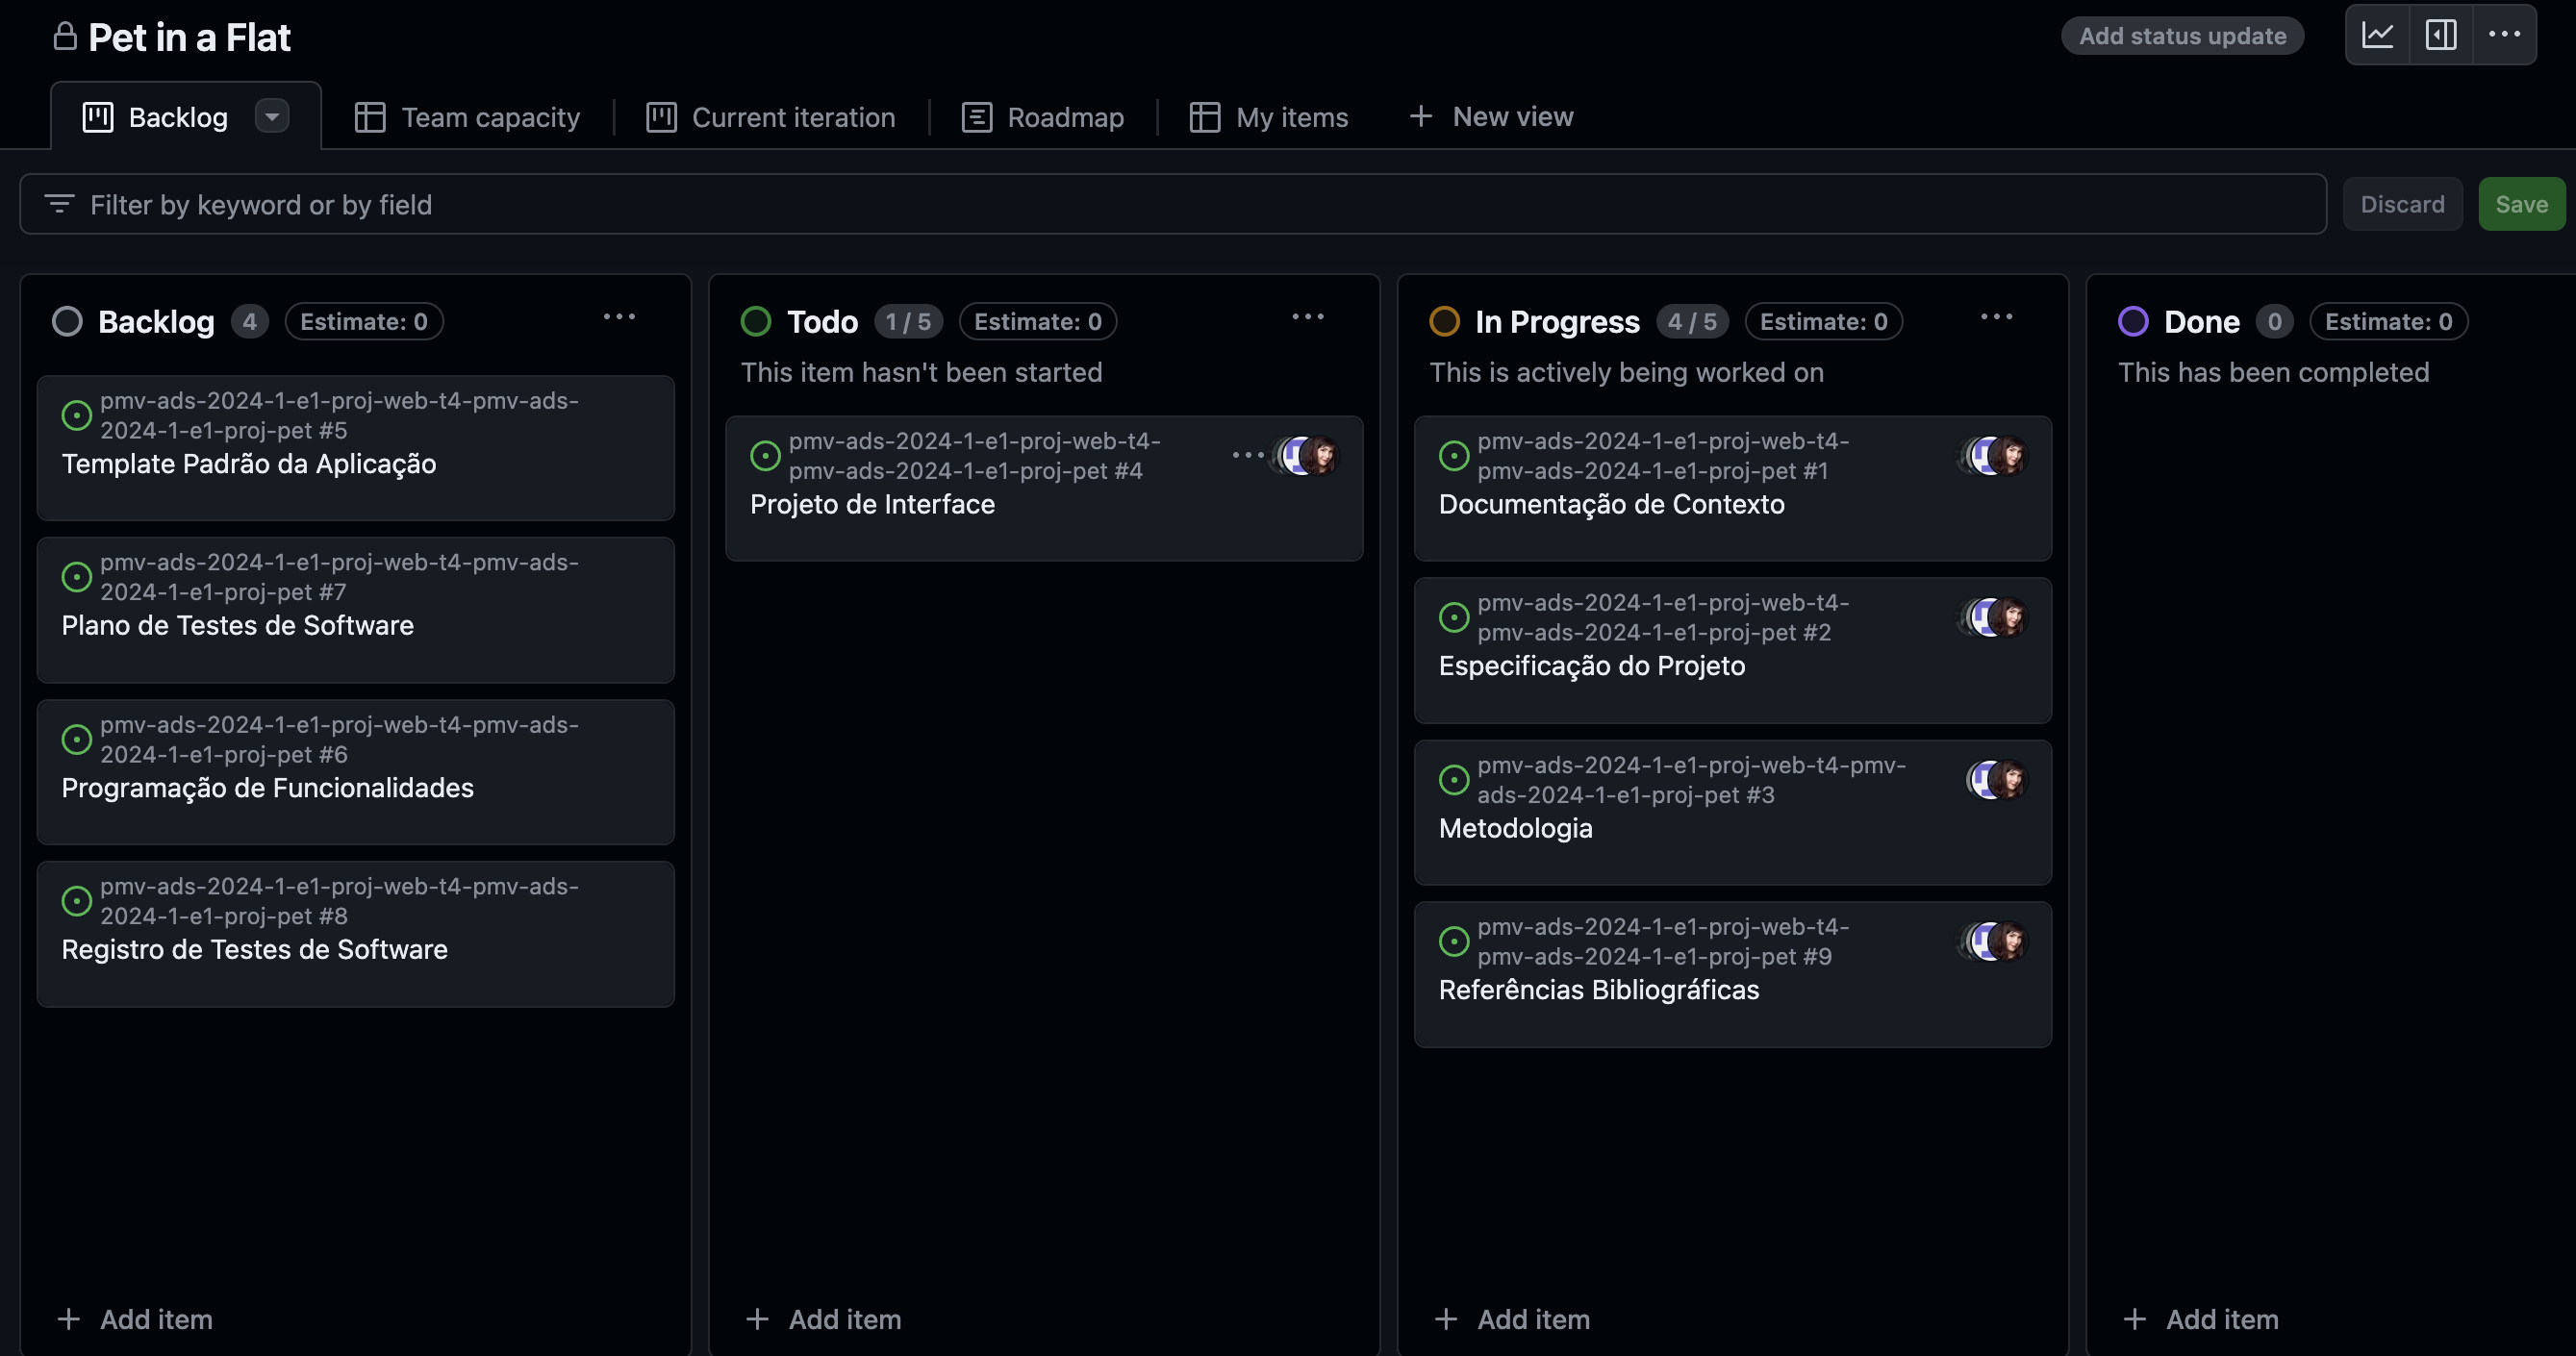 Pet in a Flat
Add status update
Backlog
Team capacity
Current iteration
Roadmap
My items
New view
Filter by keyword or by field
Discard
Save
Backlog 4 Estimate: 0
pmv-ads-2024-1-e1-proj-web-t4-pmv-ads-
2024-1-e1-proj-pet #5
Template Padrão da Aplicação
pmv-ads-2024-1-e1-proj-web-t4-pmv-ads-
2024-1-e1-proj-pet #7
Plano de Testes de Software
pmv-ads-2024-1-e1-proj-web-t4-pmv-ads-
2024-1-e1-proj-pet #6
Programação de Funcionalidades
pmv-ads-2024-1-e1-proj-web-t4-pmv-ads-
2024-1-e1-proj-pet #8
Registro de Testes de Software
Add item
Todo 1 / 5 Estimate: 0
This item hasn't been started
pmv-ads-2024-1-e1-proj-web-t4-
pmv-ads-2024-1-e1-proj-pet #4
Projeto de Interface
Add item
In Progress 4 / 5 Estimate: 0
This is actively being worked on
pmv-ads-2024-1-e1-proj-web-t4-
pmv-ads-2024-1-e1-proj-pet #1
Documentação de Contexto
pmv-ads-2024-1-e1-proj-web-t4-
pmv-ads-2024-1-e1-proj-pet #2
Especificação do Projeto
pmv-ads-2024-1-e1-proj-web-t4-pmv-
ads-2024-1-e1-proj-pet #3
Metodologia
pmv-ads-2024-1-e1-proj-web-t4-
pmv-ads-2024-1-e1-proj-pet #9
Referências Bibliográficas
Add item
Done 0 Estimate: 0
This has been completed
Add item